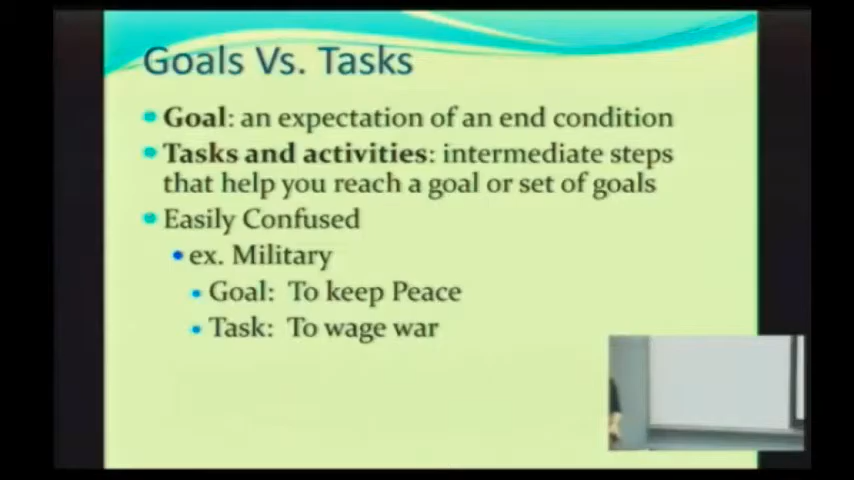 Goals Vs. Tasks
Goal: an expectation of an end condition
Tasks and activities: intermediate steps
that help you reach a goal or set of goals
Easily Confused
ex. Military
Goal: To keep Peace
Task: To wage war